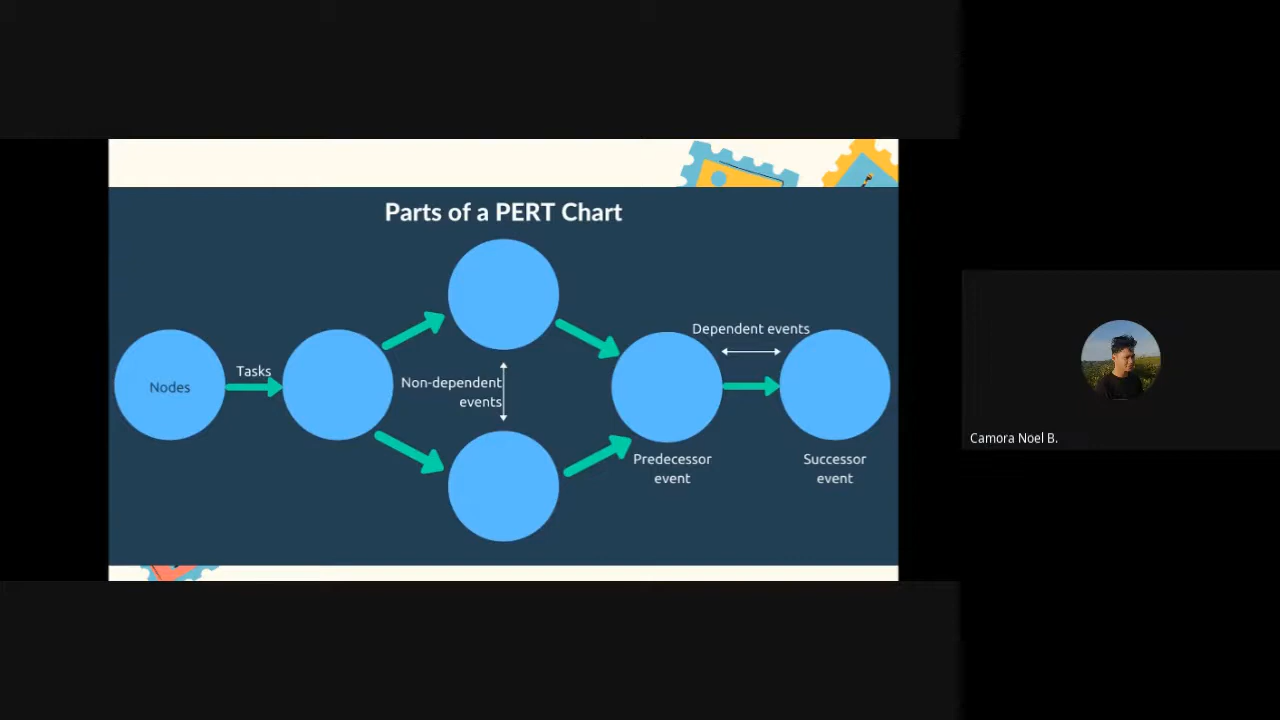 Parts of a PERT Chart
Nodes
Tasks
Non-dependent
events
Dependent events
Predecessor
event
Successor
event
Camora Noel B.